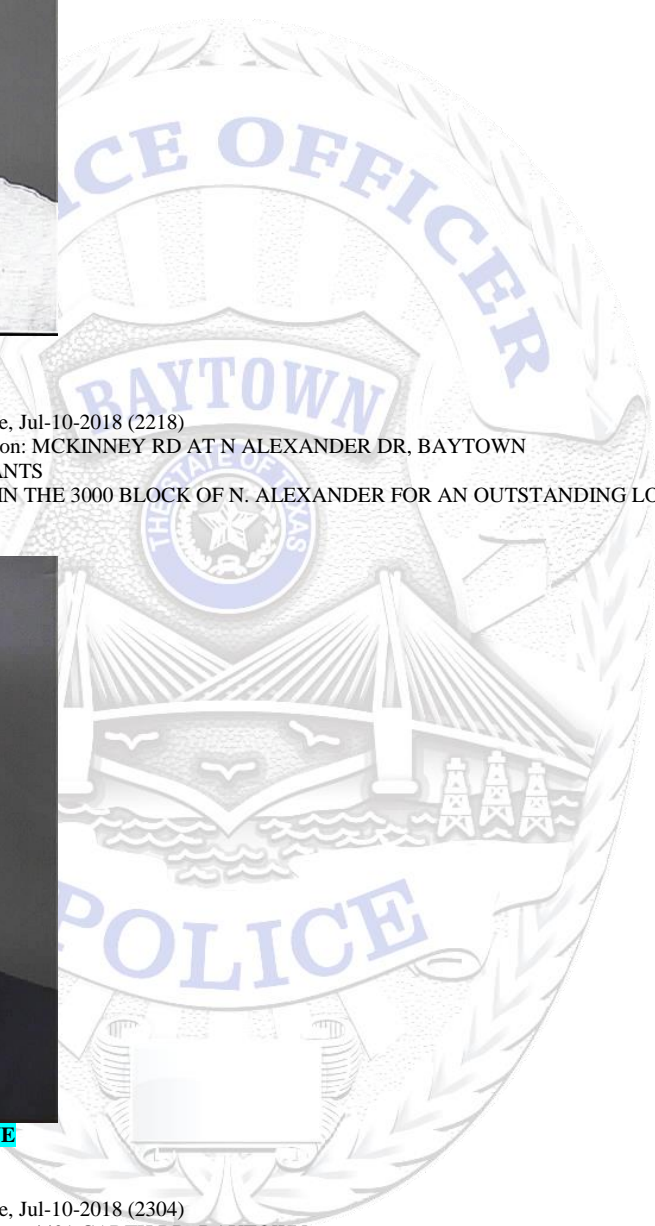 POLICE OFFICER
BAYTOWN
e, Jul-10-2018 (2218)
on: MCKINNEY RD AT N ALEXANDER DR, BAYTOWN
ANTS
IN THE 3000 BLOCK OF N. ALEXANDER FOR AN OUTSTANDING LO
THE STATE OF TEXAS
POLICE
E
e, Jul-10-2018 (2304)